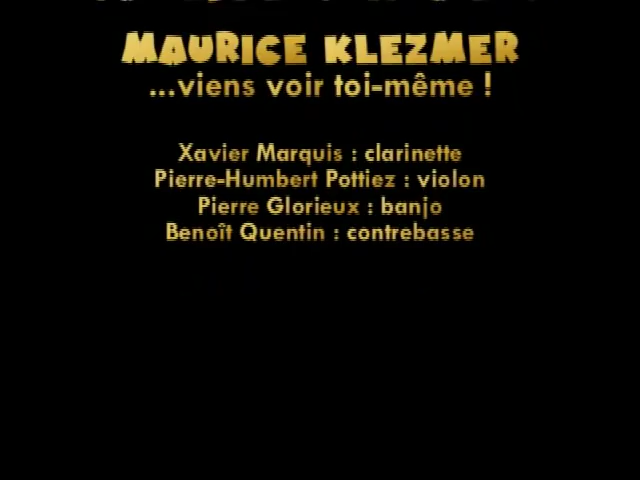 MAURICE KLEZMER
...viens voir toi-même !
Xavier Marquis : clarinette
Pierre-Humbert Pottiez : violon
Pierre Glorieux : banjo
Benoît Quentin : contrebasse